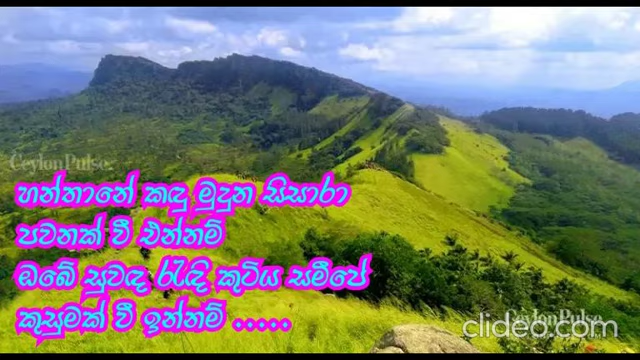 CeylonPulse
හන්තානේ කඳු මුදුන සිසාරා
පවනක් වී එන්නම්
ඔබේ සුවඳ රැඳි කුටිය සමීපේ
කුසුමක් වී ඉන්නම් .....
CeylonPulse
clideo.com